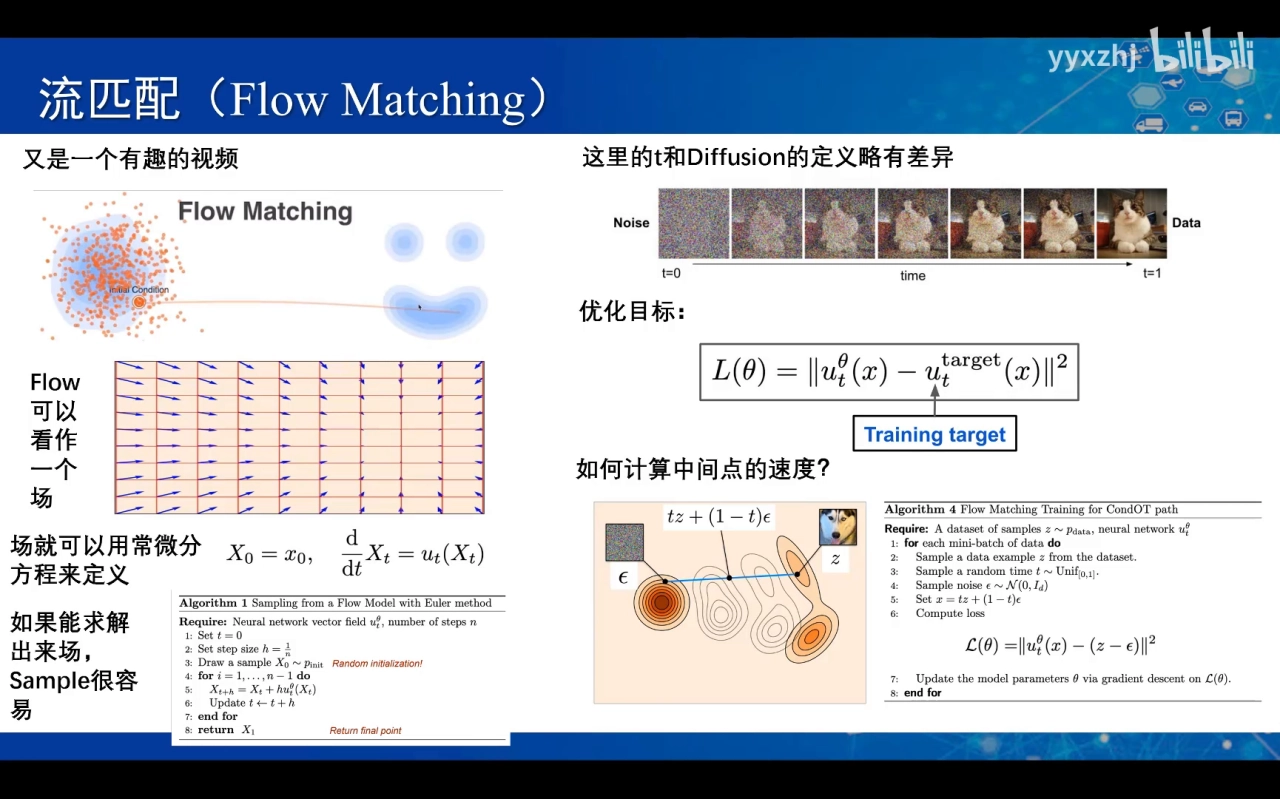 yyxzhj bilibili
流匹配（Flow Matching）
又是一个有趣的视频
Flow Matching
Initial Condition
Flow
可以
看作
一个
场
场就可以用常微分
方程来定义
X_0 = x_0, d/dt X_t = u_t(X_t)
如果能求解
出来场，
Sample很容
易
Algorithm 1 Sampling from a Flow Model with Euler method
Require: Neural network vector field u_t^θ, number of steps n
1: Set t = 0
2: Set step size h = 1/n
3: Draw a sample X_0 ∼ p_init Random initialization!
4: for i = 1, . . . , n − 1 do
5: X_{t+h} = X_t + hu_t^θ(X_t)
6: Update t ← t + h
7: end for
8: return X_1 Return final point
这里的t和Diffusion的定义略有差异
Noise
Data
t=0
time
t=1
优化目标：
L(θ) = ‖u_t^θ(x) − u_t^target(x)‖²
Training target
如何计算中间点的速度？
tz + (1 − t)ϵ
ϵ
z
Algorithm 4 Flow Matching Training for CondOT path
Require: A dataset of samples z ∼ p_data, neural network u_t^θ
1: for each mini-batch of data do
2: Sample a data example z from the dataset.
3: Sample a random time t ∼ Unif_[0,1].
4: Sample noise ϵ ∼ N(0, I_d)
5: Set x = tz + (1 − t)ϵ
6: Compute loss
L(θ) =‖u_t^θ(x) − (z − ϵ)‖²
7: Update the model parameters θ via gradient descent on L(θ).
8: end for